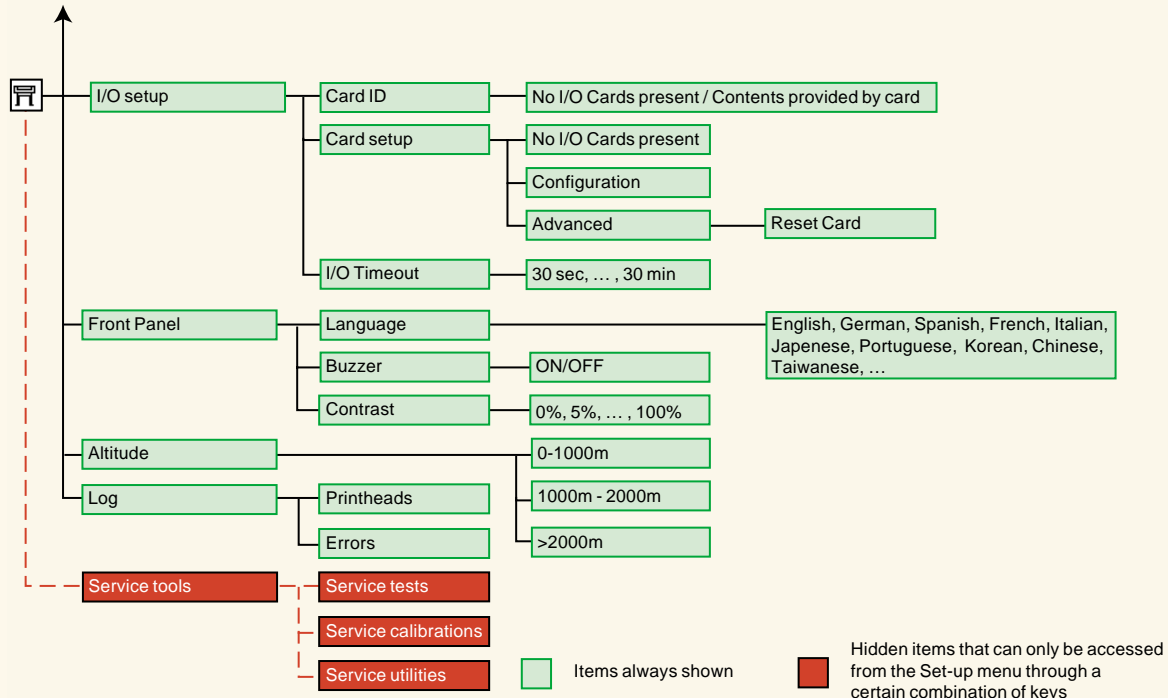 I/O setup
Card ID
No I/O Cards present / Contents provided by card
Card setup
No I/O Cards present
Configuration
Advanced
Reset Card
I/O Timeout
30 sec, ... , 30 min
Front Panel
Language
English, German, Spanish, French, Italian,
Japenese, Portuguese, Korean, Chinese,
Taiwanese, ...
Buzzer
ON/OFF
Contrast
0%, 5%, ... , 100%
Altitude
0-1000m
1000m - 2000m
>2000m
Log
Printheads
Errors
Service tools
Service tests
Service calibrations
Service utilities
Items always shown
Hidden items that can only be accessed
from the Set-up menu through a
certain combination of keys